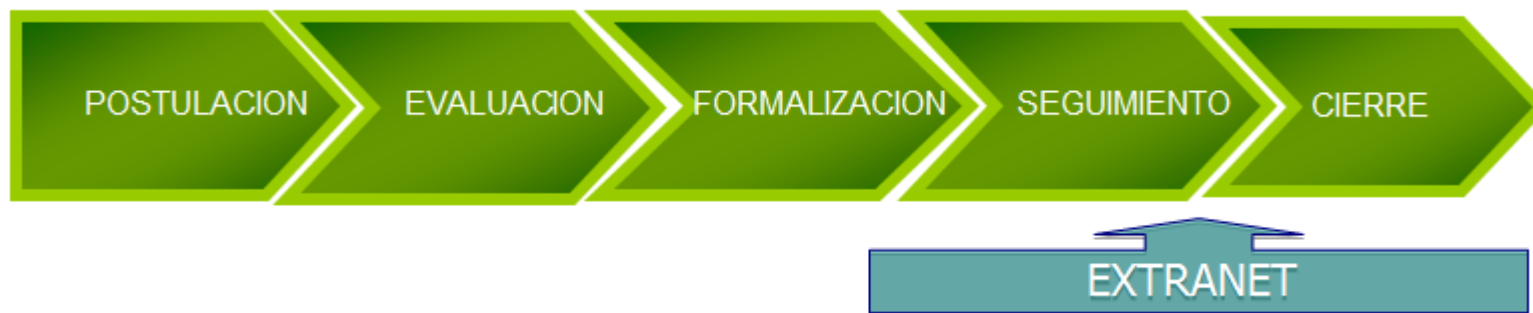 POSTULACION
EVALUACION
FORMALIZACION
SEGUIMIENTO
CIERRE
EXTRANET